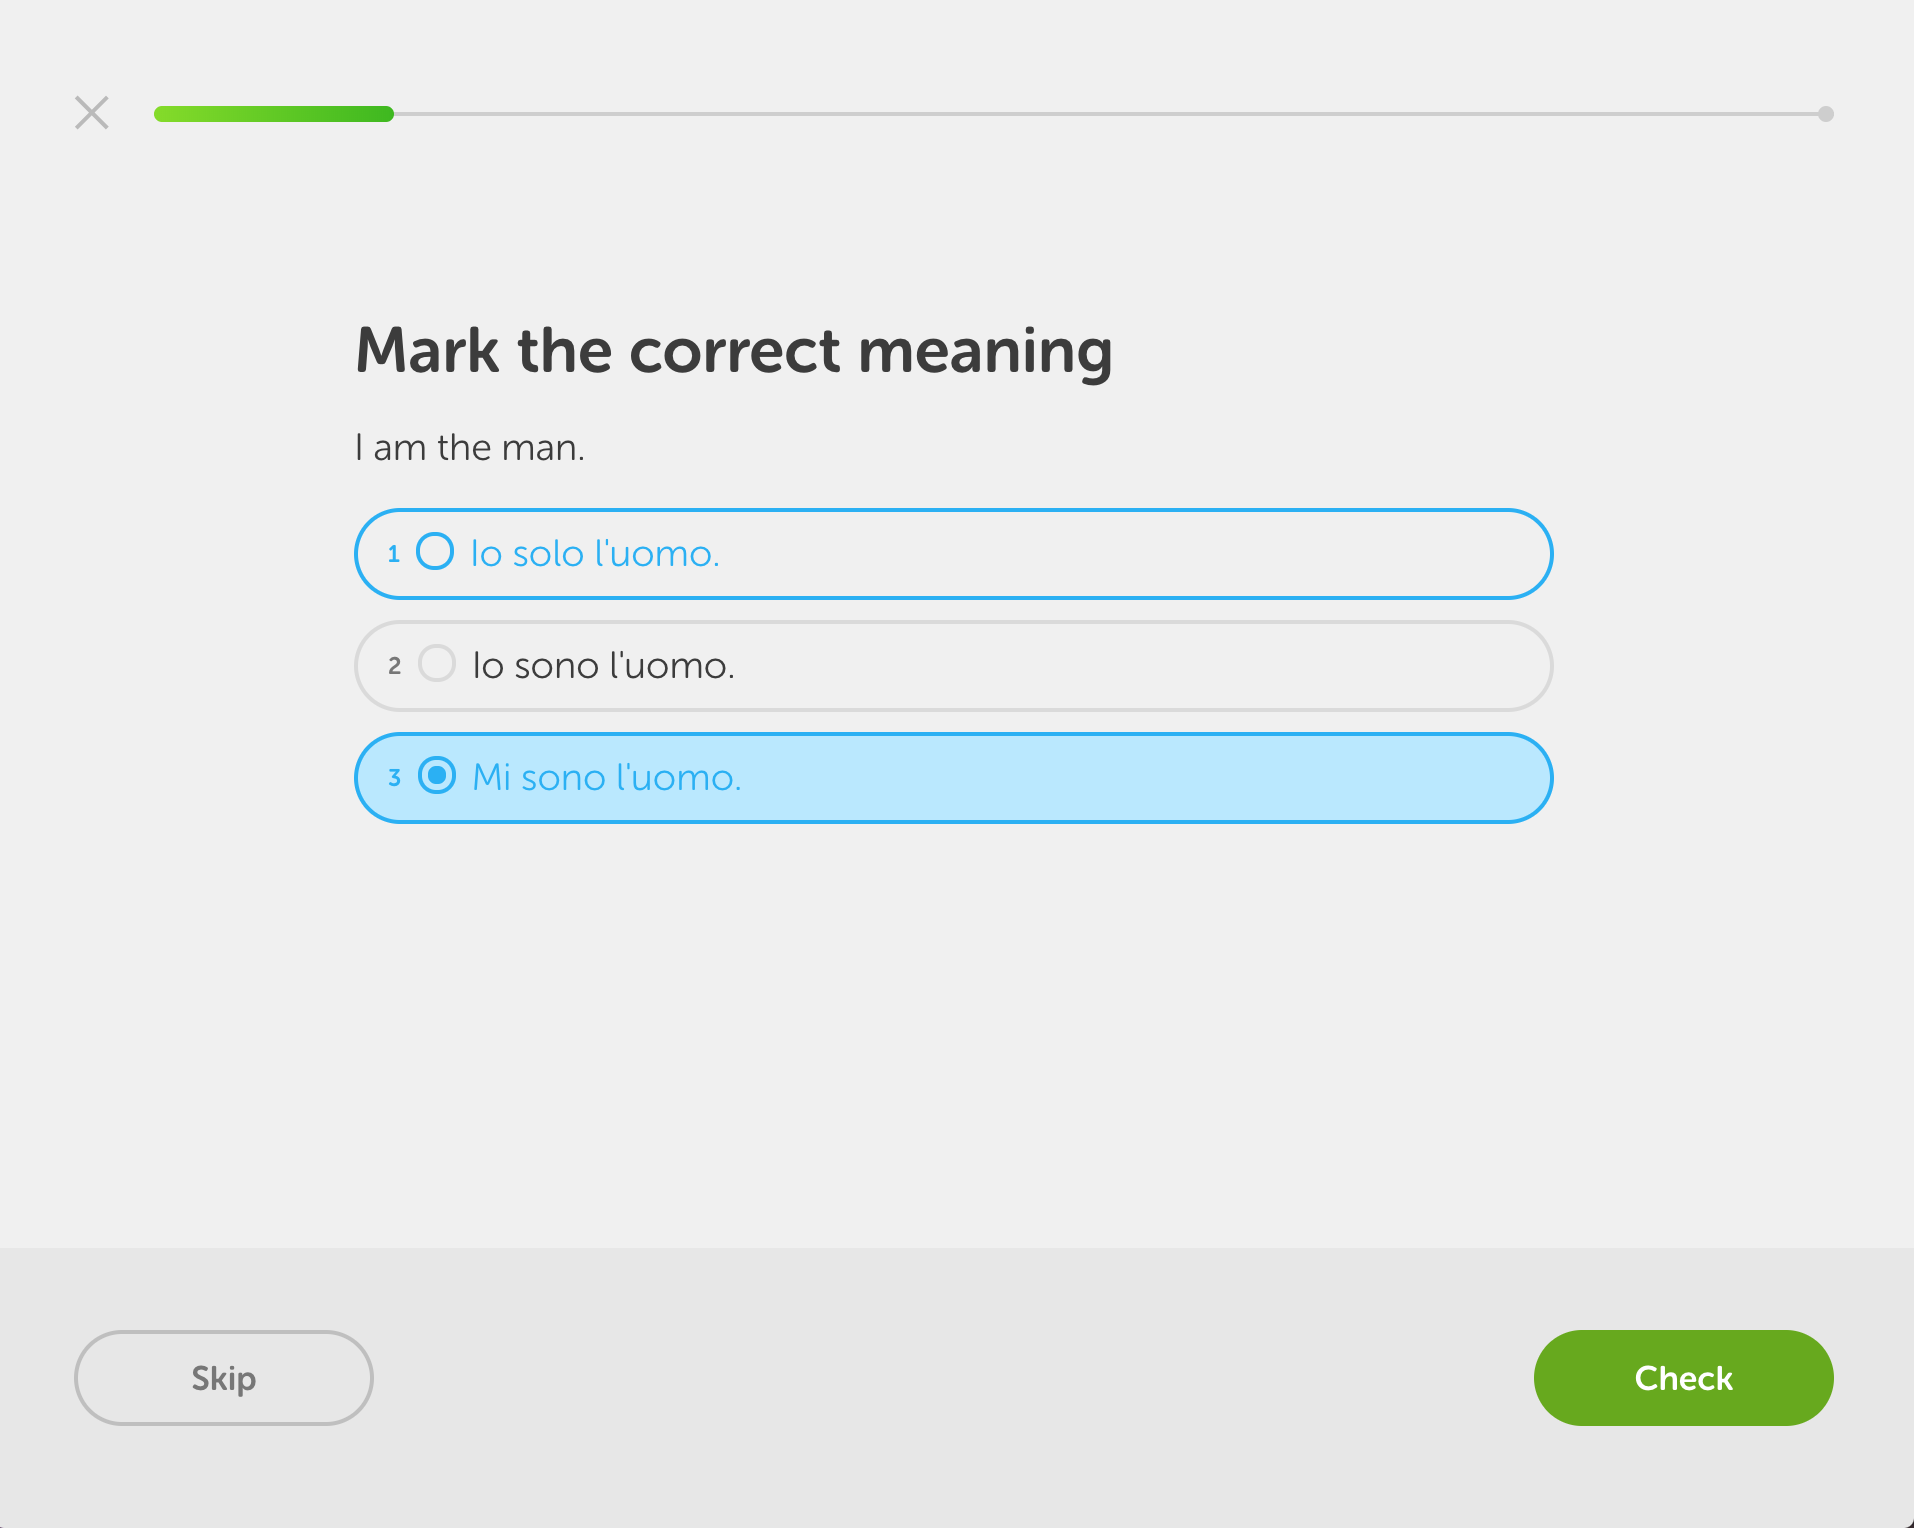 Mark the correct meaning
I am the man.
1 Io solo l'uomo.
2 Io sono l'uomo.
3 Mi sono l'uomo.
Skip
Check